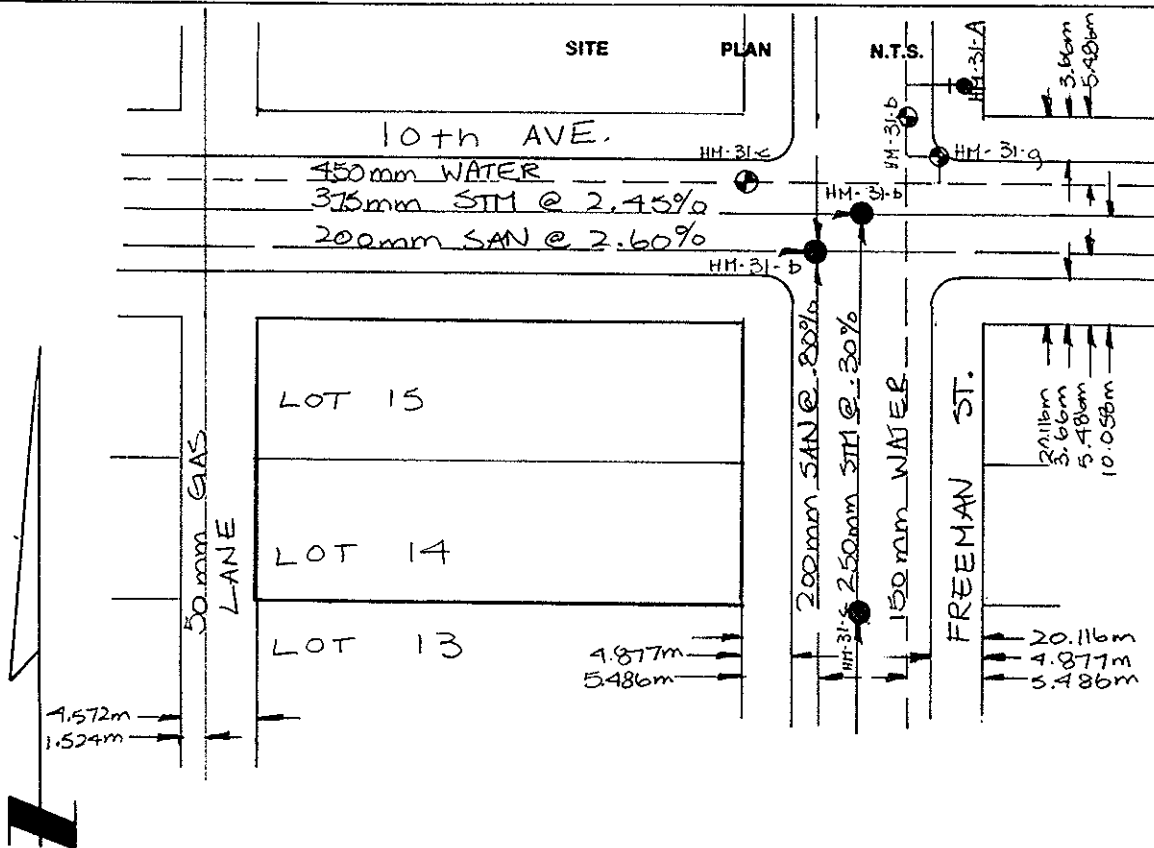 SITE PLAN N.T.S.
HM-31-A
3.66m
5.486m
10th AVE.
HM-31-b
HM-31-c
HM-31-g
450mm WATER
375mm STM @ 2.45%
HM-31-b
200mm SAN @ 2.60%
HM-31-b
200mm SAN @ .80%
250mm STM @ .30%
150mm WATER
FREEMAN ST.
3.66m
5.486m
10.058m
LOT 15
50mm GAS
LANE
LOT 14
HM-31-c
LOT 13
4.877m
5.486m
20.116m
4.877m
5.486m
4.572m
1.524m